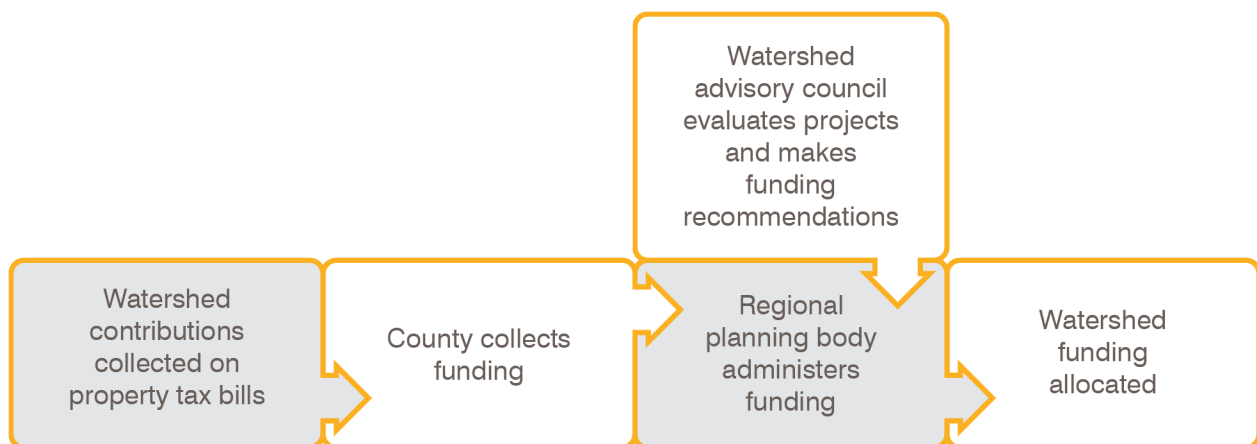 Watershed
contributions
collected on
property tax bills
County collects
funding
Watershed
advisory council
evaluates projects
and makes
funding
recommendations
Regional
planning body
administers
funding
Watershed
funding
allocated